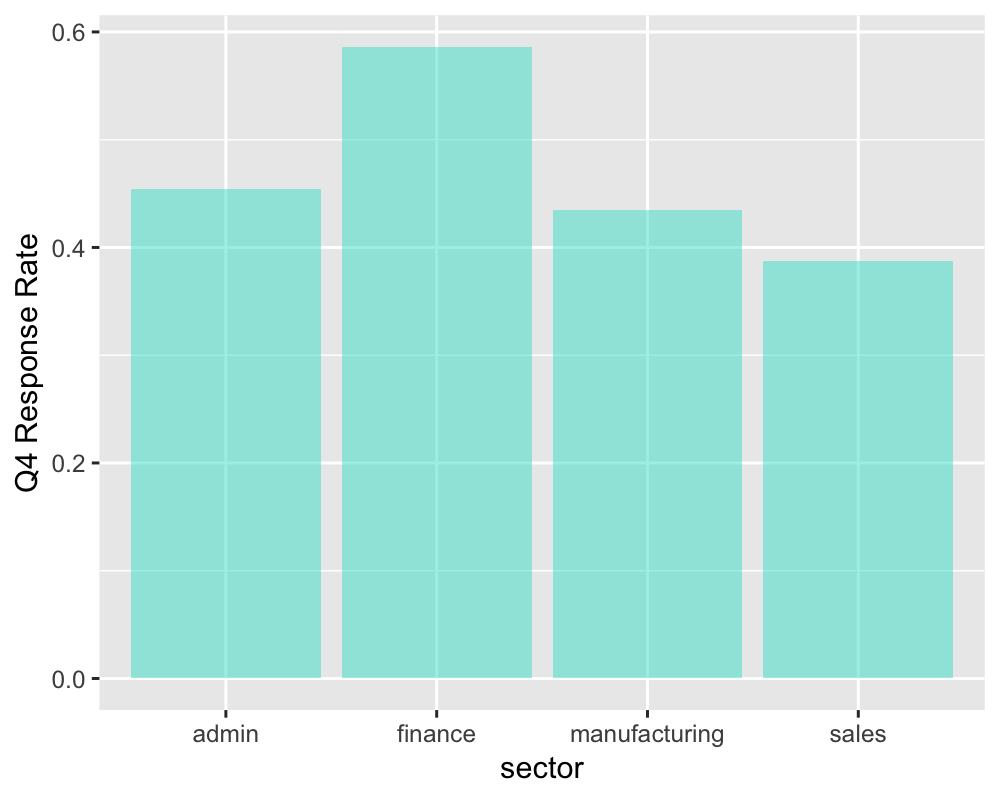 0.6
0.4
0.2
0.0
Q4 Response Rate
admin finance manufacturing sales
sector